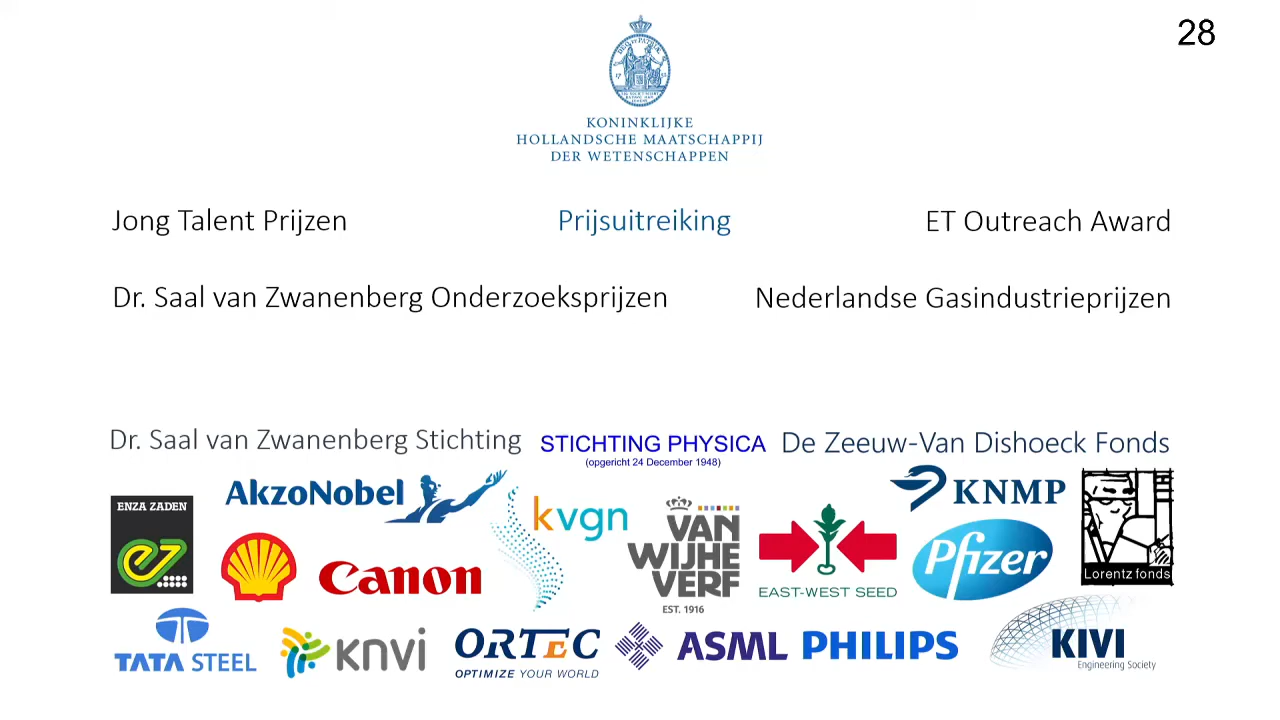 28
KONINKLIJKE
HOLLANDSCHE MAATSCHAPPIJ
DER WETENSCHAPPEN
Jong Talent Prijzen
Prijsuitreiking
ET Outreach Award
Dr. Saal van Zwanenberg Onderzoeksprijzen
Nederlandse Gasindustrieprijzen
Dr. Saal van Zwanenberg Stichting
STICHTING PHYSICA
(opgericht 24 December 1948)
De Zeeuw-Van Dishoeck Fonds
ENZA ZADEN
AkzoNobel
Canon
kvgn
VAN
WIJHE
VERF
EST. 1916
EAST-WEST SEED
KNMP
Pfizer
Lorentz fonds
TATA STEEL
knvi
ORTEC
OPTIMIZE YOUR WORLD
ASML
PHILIPS
KIVI
Engineering Society